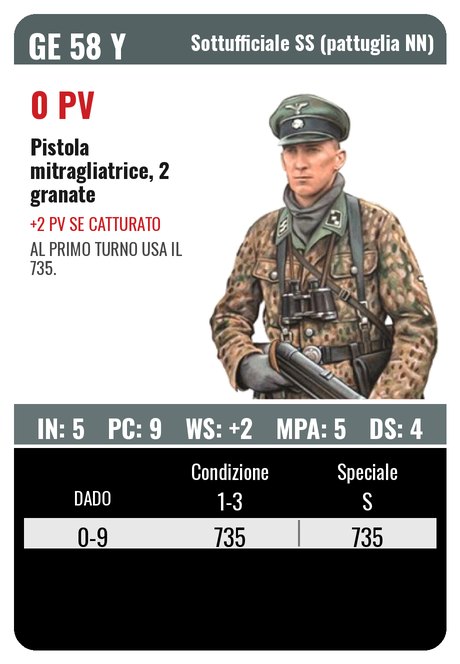 GE 58 Y
Sottufficiale SS (pattuglia NN)
0 PV
Pistola
mitragliatrice, 2
granate
+2 PV SE CATTURATO
AL PRIMO TURNO USA IL
735.
IN: 5 PC: 9 WS: +2 MPA: 5 DS: 4
Condizione Speciale
DADO 1-3 S
0-9 735 735